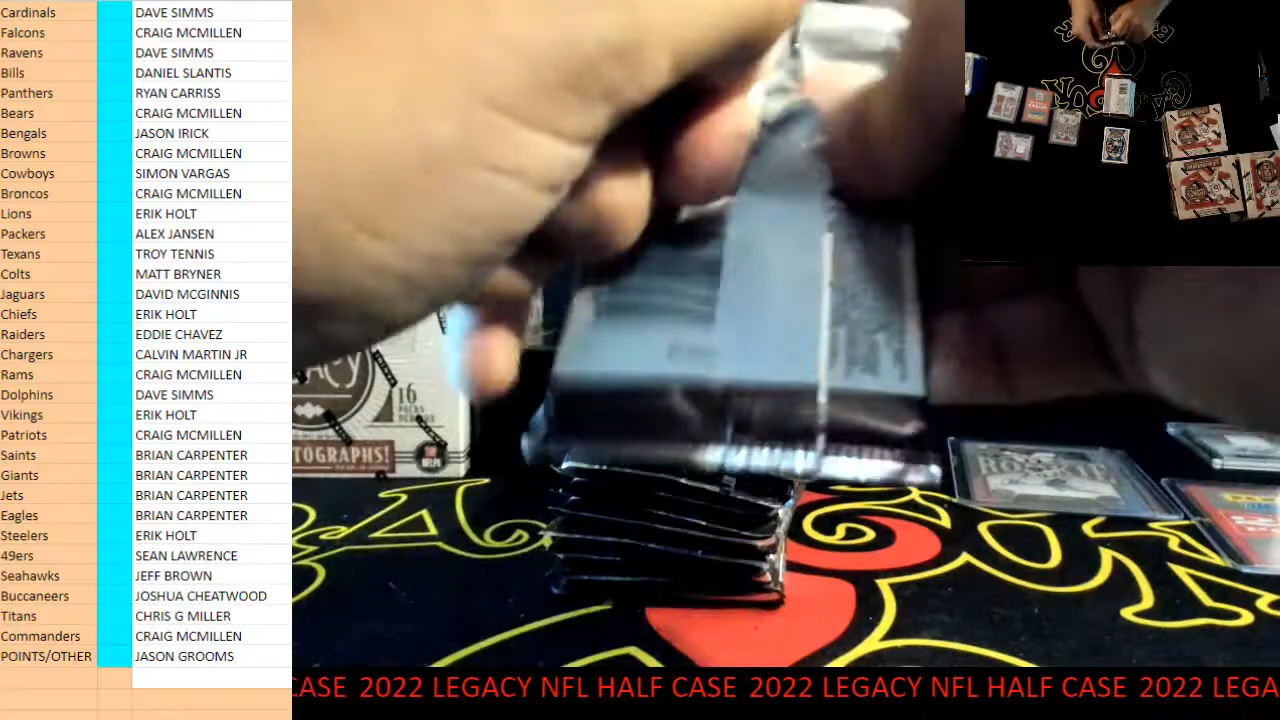 Cardinals DAVE SIMMS
Falcons CRAIG MCMILLEN
Ravens DAVE SIMMS
Bills DANIEL SLANTIS
Panthers RYAN CARRISS
Bears CRAIG MCMILLEN
Bengals JASON IRICK
Browns CRAIG MCMILLEN
Cowboys SIMON VARGAS
Broncos CRAIG MCMILLEN
Lions ERIK HOLT
Packers ALEX JANSEN
Texans TROY TENNIS
Colts MATT BRYNER
Jaguars DAVID MCGINNIS
Chiefs ERIK HOLT
Raiders EDDIE CHAVEZ
Chargers CALVIN MARTIN JR
Rams CRAIG MCMILLEN
Dolphins DAVE SIMMS
Vikings ERIK HOLT
Patriots CRAIG MCMILLEN
Saints BRIAN CARPENTER
Giants BRIAN CARPENTER
Jets BRIAN CARPENTER
Eagles BRIAN CARPENTER
Steelers ERIK HOLT
49ers SEAN LAWRENCE
Seahawks JEFF BROWN
Buccaneers JOSHUA CHEATWOOD
Titans CHRIS G MILLER
Commanders CRAIG MCMILLEN
POINTS/OTHER JASON GROOMS
16
PACKS
TOGRAPHS!
ROOKIE
CASE 2022 LEGACY NFL HALF CASE 2022 LEGACY NFL HALF CASE 2022 LEGA